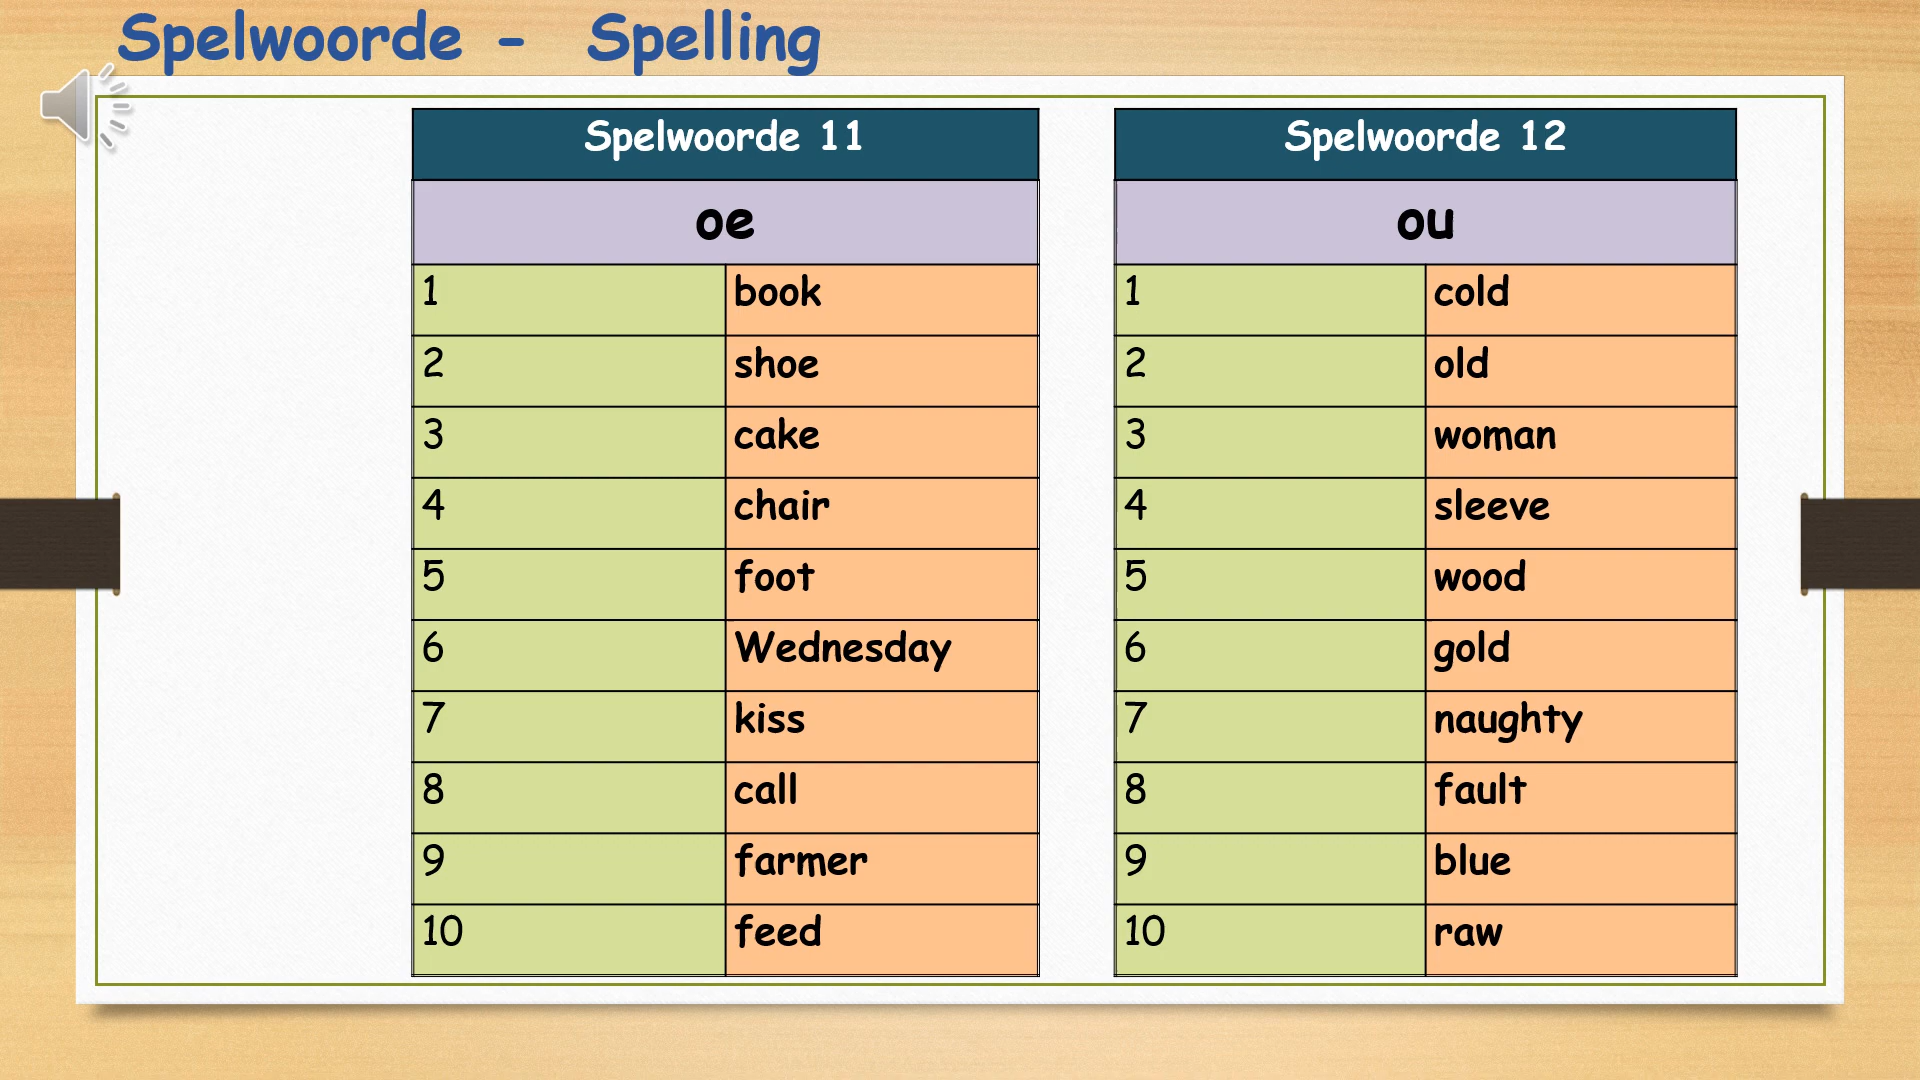 Spelwoorde - Spelling
Spelwoorde 11
oe
1 book
2 shoe
3 cake
4 chair
5 foot
6 Wednesday
7 kiss
8 call
9 farmer
10 feed
Spelwoorde 12
ou
1 cold
2 old
3 woman
4 sleeve
5 wood
6 gold
7 naughty
8 fault
9 blue
10 raw